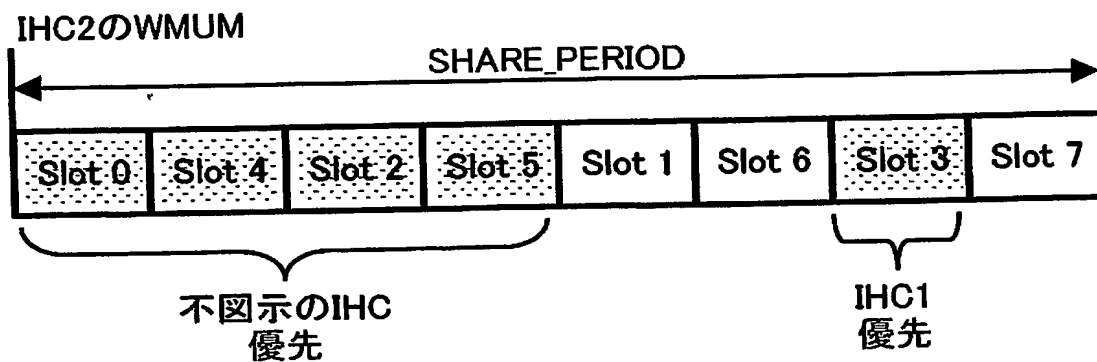 IHC2のWMUM
SHARE_PERIOD
Slot 0 Slot 4 Slot 2 Slot 5 Slot 1 Slot 6 Slot 3 Slot 7
不図示のIHC
優先
IHC1
優先